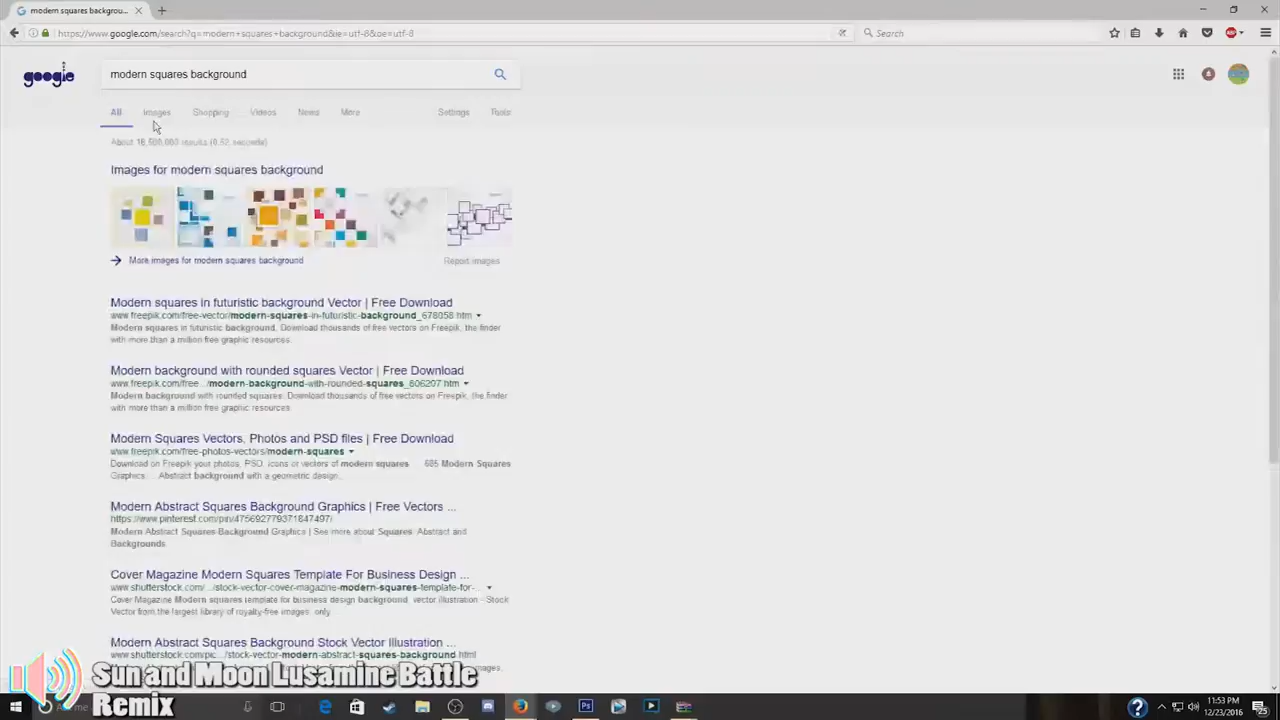 modern squares backgrou...
https://www.google.com/search?q=modern+squares+background&ie=utf-8&oe=utf-8
Search
google
modern squares background
All Images Shopping Videos News More Settings Tools
About 16,500,000 results (0.52 seconds)
Images for modern squares background
More images for modern squares background
Report images
Modern squares in futuristic background Vector | Free Download
www.freepik.com/free-vector/modern-squares-in-futuristic-background_678058.htm
Modern squares in futuristic background. Download thousands of free vectors on Freepik, the finder
with more than a million free graphic resources.
Modern background with rounded squares Vector | Free Download
www.freepik.com/free.../modern-background-with-rounded-squares_606297.htm
Modern background with rounded squares. Download thousands of free vectors on Freepik, the finder
with more than a million free graphic resources.
Modern Squares Vectors, Photos and PSD files | Free Download
www.freepik.com/free-photos-vectors/modern-squares
Download on Freepik your photos, PSD, icons or vectors of modern squares ... 605 Modern Squares
Graphics. ... Abstract background with a geometric design.
Modern Abstract Squares Background Graphics | Free Vectors ...
https://www.pinterest.com/pin/475692779371847497/
Modern Abstract Squares Background Graphics | See more about Squares, Abstract and
Backgrounds.
Cover Magazine Modern Squares Template For Business Design ...
www.shutterstock.com/.../stock-vector-cover-magazine-modern-squares-template-for-...
Cover Magazine Modern squares template for business design background, vector illustration - Stock
Vector from the largest library of royalty-free images, only.
Modern Abstract Squares Background Stock Vector Illustration ...
www.shutterstock.com/pic.../stock-vector-modern-abstract-squares-background.html
images.
Sun and Moon Lusamine Battle
Remix
11:53 PM
12/23/2016
25